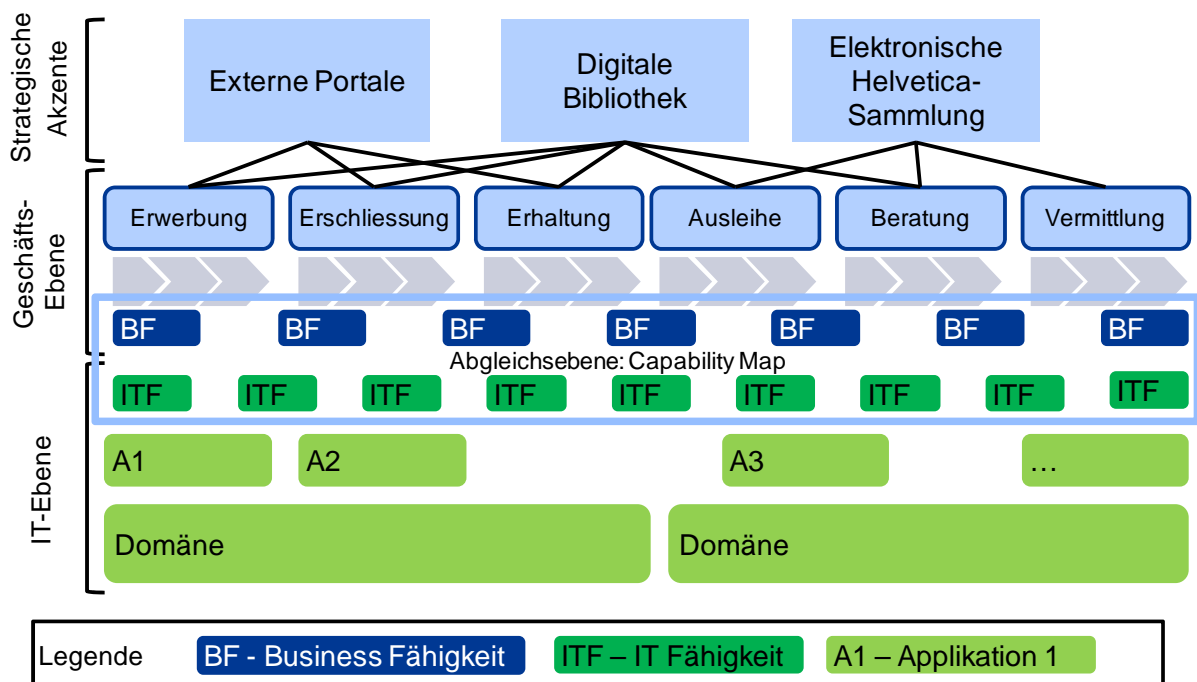 Strategische
Akzente
Externe Portale
Digitale
Bibliothek
Elektronische
Helvetica-
Sammlung
Geschäfts-
Ebene
Erwerbung
Erschliessung
Erhaltung
Ausleihe
Beratung
Vermittlung
BF
BF
BF
BF
BF
BF
BF
Abgleichsebene: Capability Map
IT-Ebene
ITF
ITF
ITF
ITF
ITF
ITF
ITF
ITF
ITF
A1
A2
A3
…
Domäne
Domäne
Legende
BF - Business Fähigkeit
ITF – IT Fähigkeit
A1 – Applikation 1